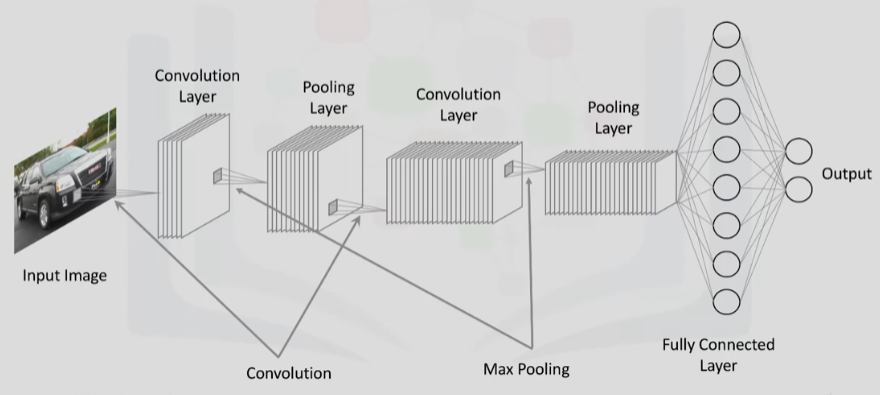 Convolution
Layer
Pooling
Layer
Convolution
Layer
Pooling
Layer
Output
Input Image
Fully Connected
Layer
Convolution
Max Pooling